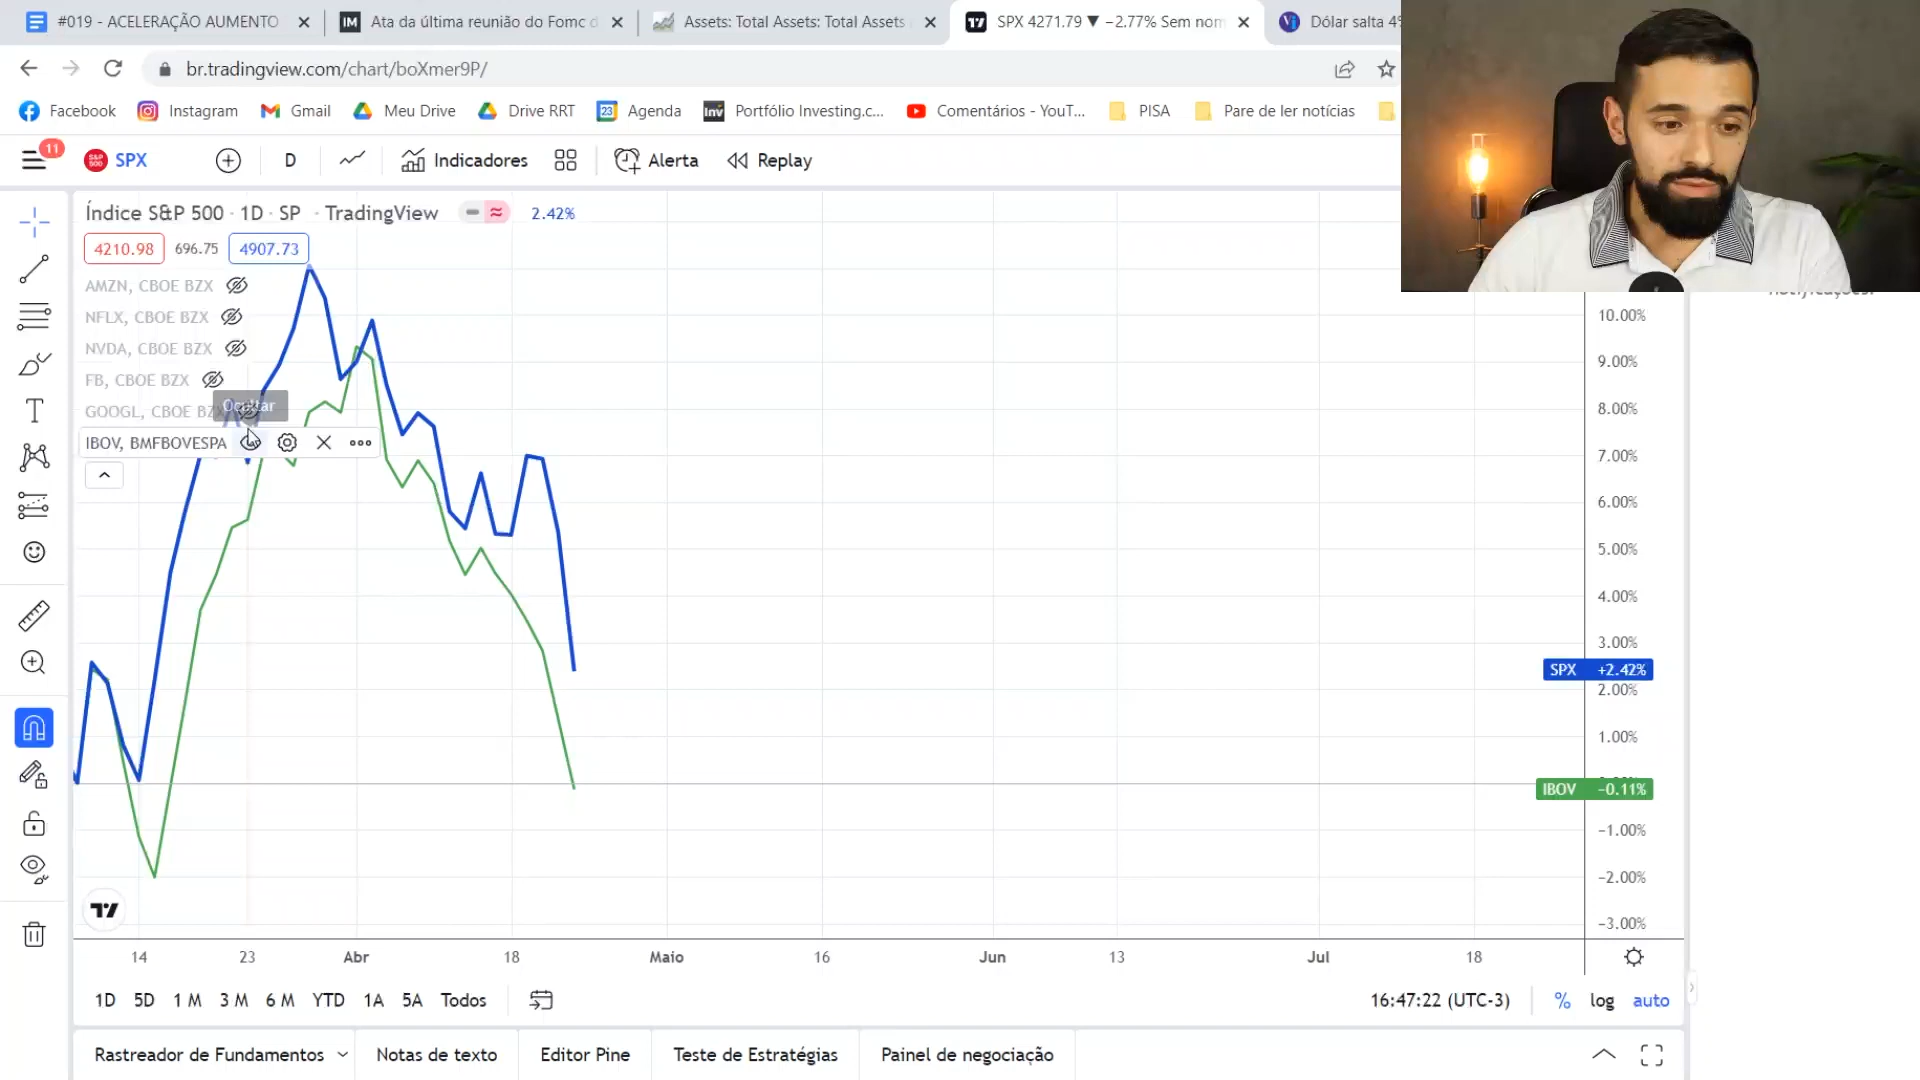 #019 - ACELERAÇÃO AUMENTO
Ata da última reunião do Fomc d
Assets: Total Assets: Total Assets
SPX 4271.79 ▼ −2.77% Sem nom
Dólar salta 4%
br.tradingview.com/chart/boXmer9P/
Facebook Instagram Gmail Meu Drive Drive RRT Agenda Portfólio Investing.c... Comentários - YouT... PISA Pare de ler notícias
11
SPX D Indicadores Alerta Replay
Índice S&P 500 · 1D · SP · TradingView 2.42%
4210.98 696.75 4907.73
AMZN, CBOE BZX
NFLX, CBOE BZX
NVDA, CBOE BZX
FB, CBOE BZX
Ocultar
GOOGL, CBOE BZX
IBOV, BMFBOVESPA
10.00%
9.00%
8.00%
7.00%
6.00%
5.00%
4.00%
3.00%
SPX +2.42%
2.00%
1.00%
IBOV −0.11%
−1.00%
−2.00%
−3.00%
14 23 Abr 18 Maio 16 Jun 13 Jul 18
1D 5D 1 M 3 M 6 M YTD 1A 5A Todos
16:47:22 (UTC-3) % log auto
Rastreador de Fundamentos Notas de texto Editor Pine Teste de Estratégias Painel de negociação